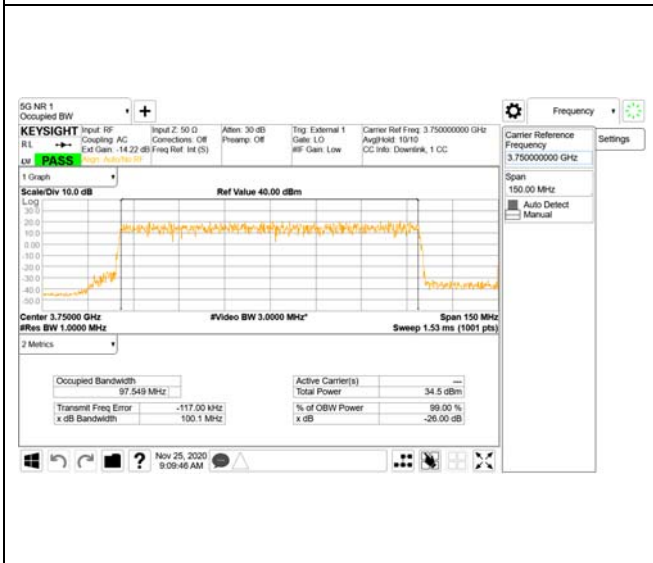 5G NR 1
Occupied BW
+
Frequency
KEYSIGHT Input: RF Input Z: 50 Ω Atten: 30 dB Trig: External 1 Carrier Ref Freq: 3.750000000 GHz
RL Coupling: AC Corrections: Off Preamp: Off Gate: LO Avg|Hold: 10/10
Ext Gain: -14.22 dB Freq Ref: Int (S) #IF Gain: Low CC Info: Downlink, 1 CC
PASS Align: Auto/No RF
Carrier Reference
Frequency
3.750000000 GHz
Settings
Span
150.00 MHz
Auto Detect
Manual
1 Graph
Scale/Div 10.0 dB Ref Value 40.00 dBm
Log
30.0
20.0
10.0
0.00
-10.0
-20.0
-30.0
-40.0
-50.0
Center 3.75000 GHz #Video BW 3.0000 MHz* Span 150 MHz
#Res BW 1.0000 MHz Sweep 1.53 ms (1001 pts)
2 Metrics
Occupied Bandwidth Active Carrier(s) ---
97.549 MHz Total Power 34.5 dBm
Transmit Freq Error -117.00 kHz % of OBW Power 99.00 %
x dB Bandwidth 100.1 MHz x dB -26.00 dB
? Nov 25, 2020
9:09:46 AM